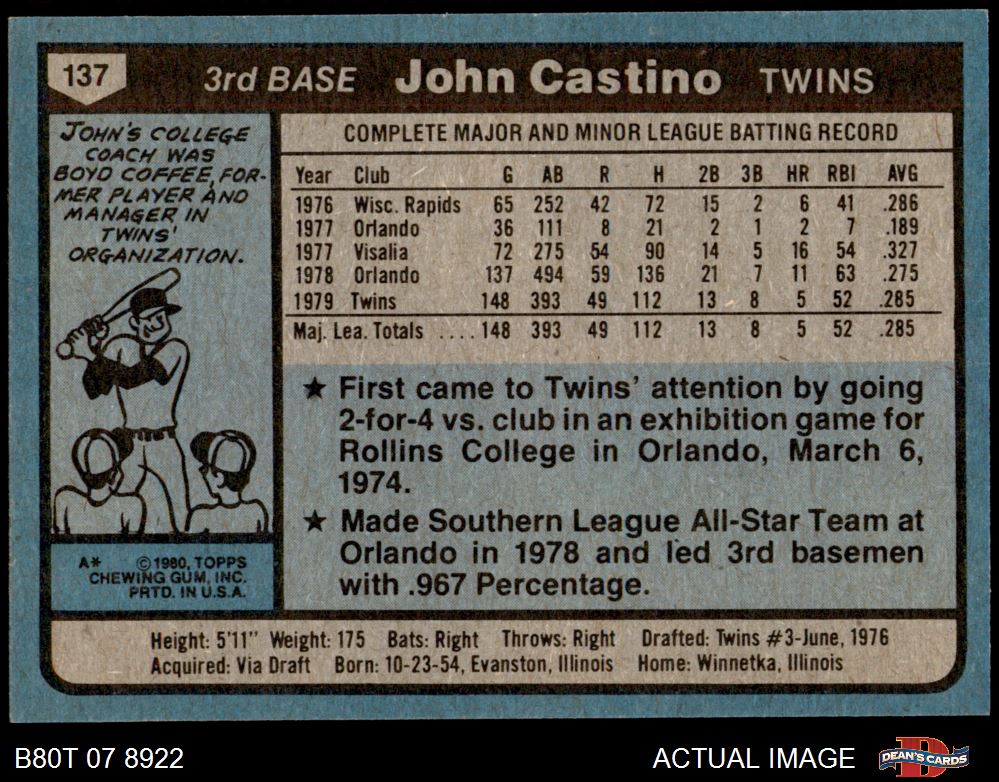 137 3rd BASE John Castino TWINS
JOHN'S COLLEGE
COACH WAS
BOYD COFFEE, FOR-
MER PLAYER AND
MANAGER IN
TWINS'
ORGANIZATION.
A* ©1980, TOPPS
CHEWING GUM, INC.
PRTD. IN U.S.A.
COMPLETE MAJOR AND MINOR LEAGUE BATTING RECORD
Year Club G AB R H 2B 3B HR RBI AVG
1976 Wisc. Rapids 65 252 42 72 15 2 6 41 .286
1977 Orlando 36 111 8 21 2 1 2 7 .189
1977 Visalia 72 275 54 90 14 5 16 54 .327
1978 Orlando 137 494 59 136 21 7 11 63 .275
1979 Twins 148 393 49 112 13 8 5 52 .285
Maj. Lea. Totals .... 148 393 49 112 13 8 5 52 .285
★ First came to Twins' attention by going
2-for-4 vs. club in an exhibition game for
Rollins College in Orlando, March 6,
1974.
★ Made Southern League All-Star Team at
Orlando in 1978 and led 3rd basemen
with .967 Percentage.
Height: 5'11" Weight: 175 Bats: Right Throws: Right Drafted: Twins #3-June, 1976
Acquired: Via Draft Born: 10-23-54, Evanston, Illinois Home: Winnetka, Illinois
B80T 07 8922 ACTUAL IMAGE DEAN'S CARDS